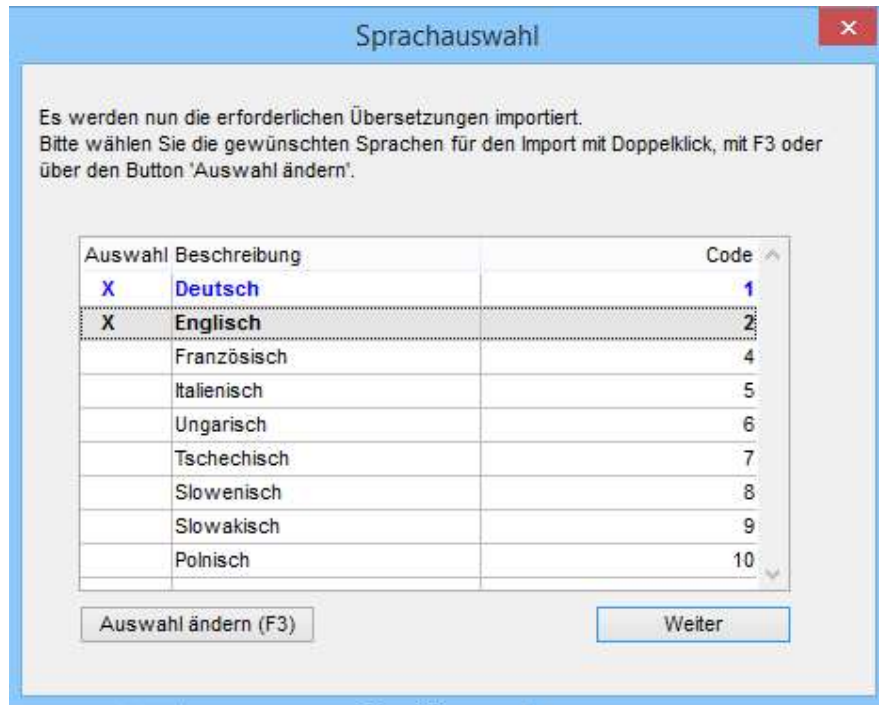 Sprachauswahl
Es werden nun die erforderlichen Übersetzungen importiert.
Bitte wählen Sie die gewünschten Sprachen für den Import mit Doppelklick, mit F3 oder
über den Button 'Auswahl ändern'.
Auswahl Beschreibung Code
X Deutsch 1
X Englisch 2
Französisch 4
Italienisch 5
Ungarisch 6
Tschechisch 7
Slowenisch 8
Slowakisch 9
Polnisch 10
Auswahl ändern (F3) Weiter